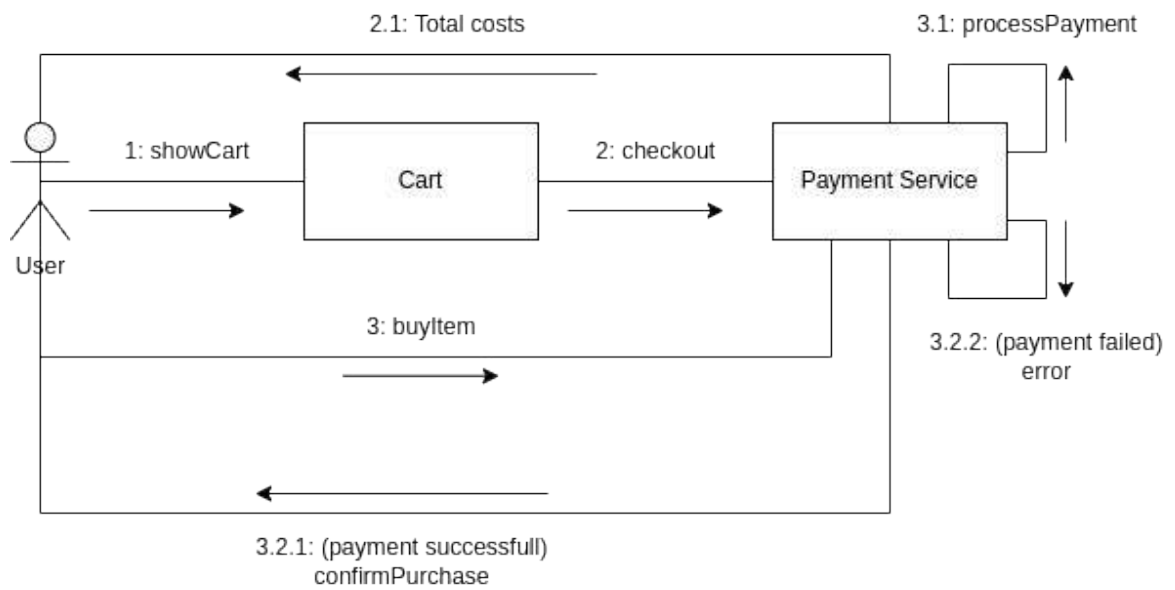 2.1: Total costs
3.1: processPayment
1: showCart
2: checkout
Cart
Payment Service
User
3: buyItem
3.2.2: (payment failed)
error
3.2.1: (payment successfull)
confirmPurchase